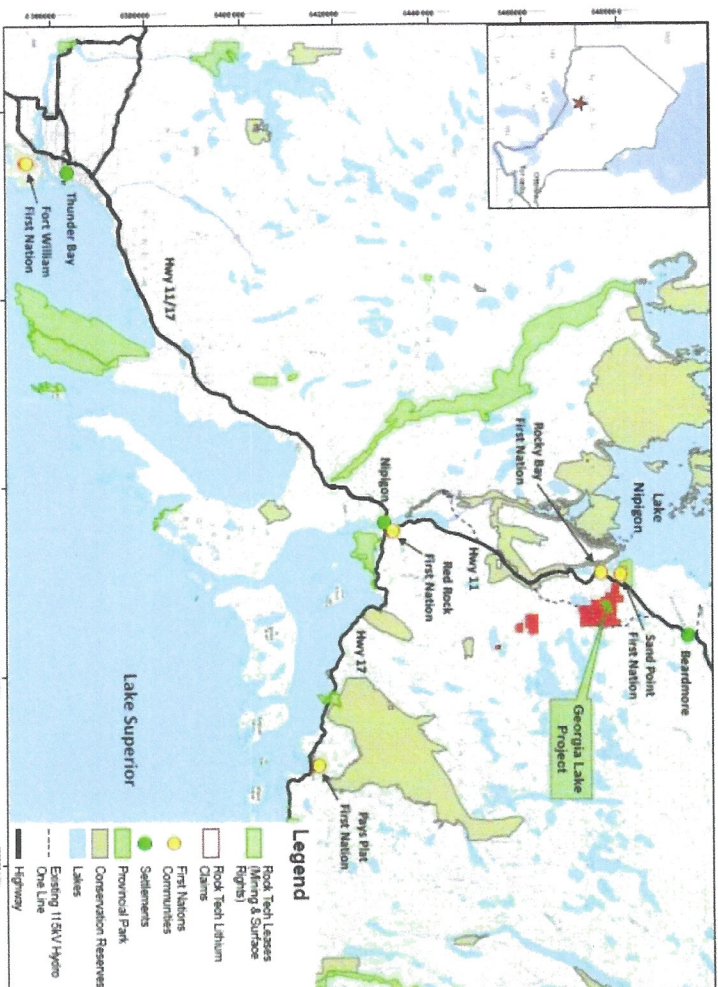 Thunder Bay
Fort William
First Nation
Hwy 11/17
Nipigon
Red Rock
First Nation
Hwy 11
Hwy 17
Rocky Bay
First Nation
Lake
Nipigon
Sand Point
First Nation
Beardmore
Georgia Lake
Project
Pays Plat
First Nation
Lake Superior
Legend
Rock Tech Leases
(Mining & Surface
Rights)
Rock Tech Lithium
Claims
First Nations
Communities
Settlements
Provincial Park
Conservation Reserves
Lakes
Existing 115kV Hydro
One Line
Highway